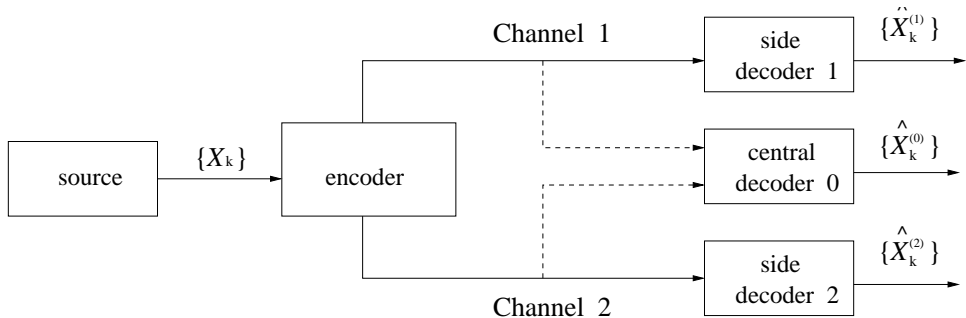 Channel 1
side
decoder 1
{X̂ₖ⁽¹⁾}
source
{Xₖ}
encoder
central
decoder 0
{X̂ₖ⁽⁰⁾}
side
decoder 2
{X̂ₖ⁽²⁾}
Channel 2